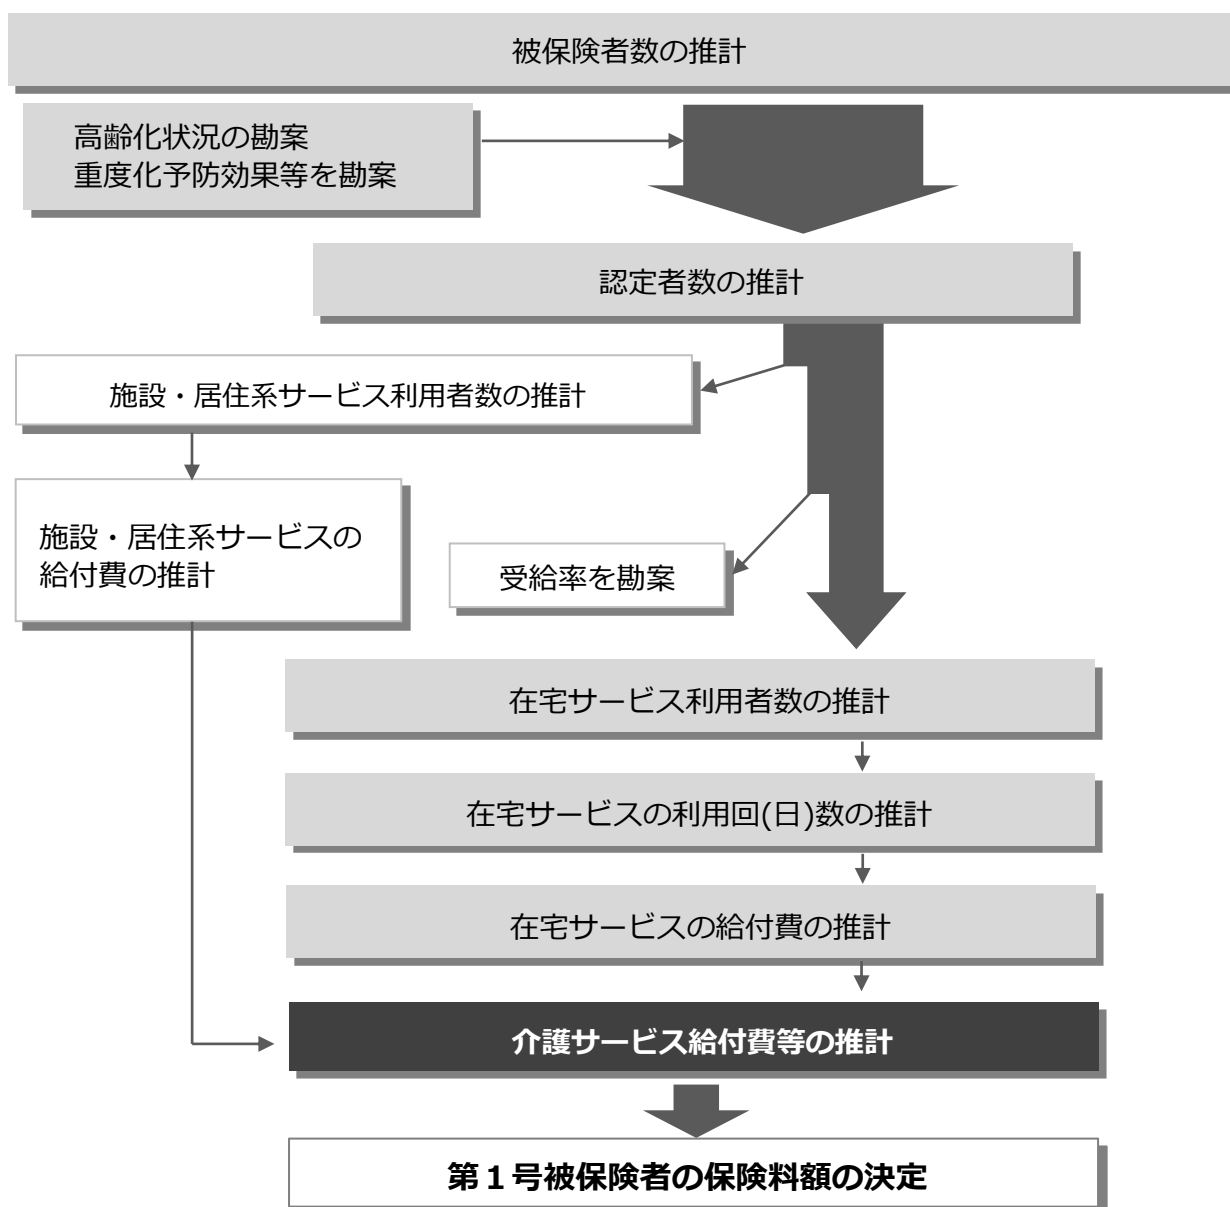 被保険者数の推計
高齢化状況の勘案
重度化予防効果等を勘案
認定者数の推計
施設・居住系サービス利用者数の推計
施設・居住系サービスの
給付費の推計
受給率を勘案
在宅サービス利用者数の推計
在宅サービスの利用回(日)数の推計
在宅サービスの給付費の推計
介護サービス給付費等の推計
第１号被保険者の保険料額の決定